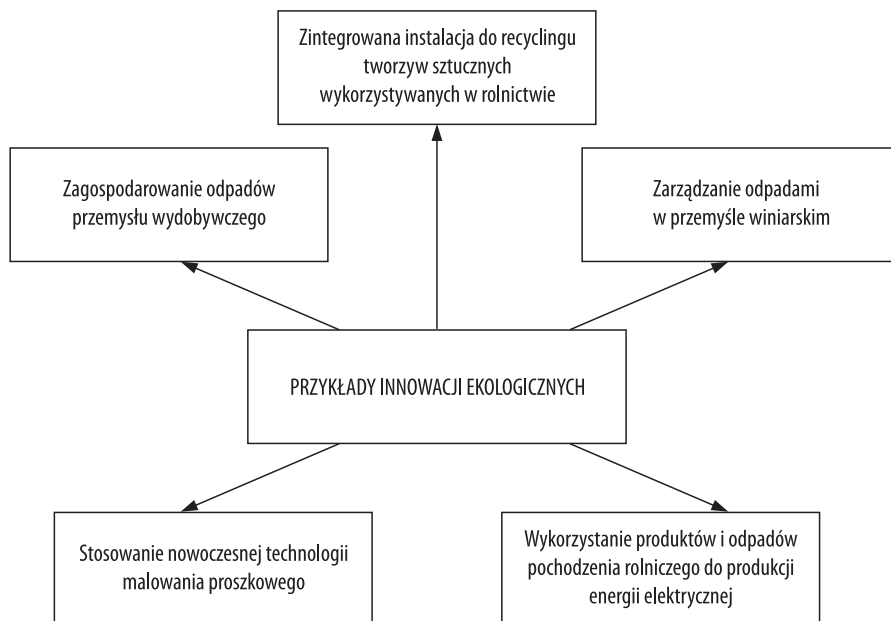 Zintegrowana instalacja do recyclingu
tworzyw sztucznych
wykorzystywanych w rolnictwie
Zagospodarowanie odpadów
przemysłu wydobywczego
Zarządzanie odpadami
w przemyśle winiarskim
PRZYKŁADY INNOWACJI EKOLOGICZNYCH
Stosowanie nowoczesnej technologii
malowania proszkowego
Wykorzystanie produktów i odpadów
pochodzenia rolniczego do produkcji
energii elektrycznej